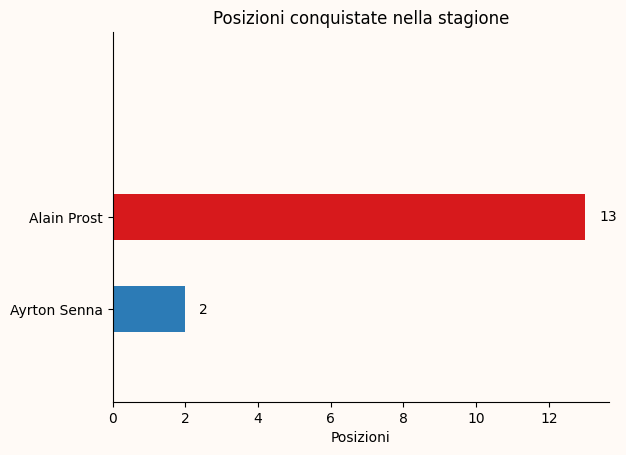 Posizioni conquistate nella stagione
Alain Prost
13
Ayrton Senna
2
0 2 4 6 8 10 12
Posizioni